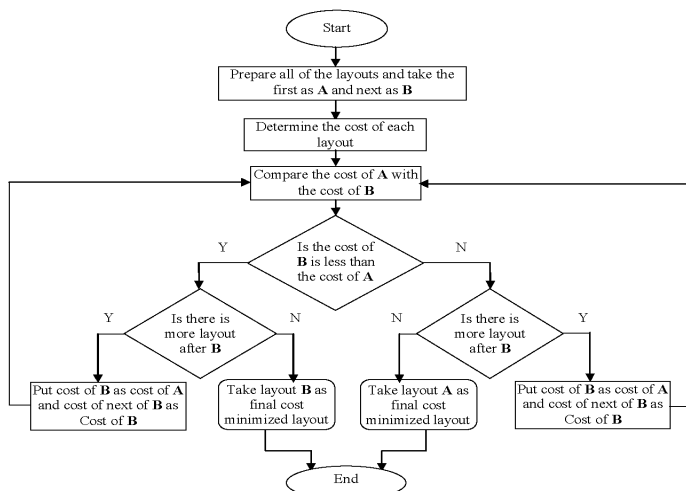 Start
Prepare all of the layouts and take the
first as A and next as B
Determine the cost of each
layout
Compare the cost of A with
the cost of B
Is the cost of
B is less than
the cost of A
Y
N
Is there is
more layout
after B
Y
N
Is there is
more layout
after B
N
Y
Put cost of B as cost of A
and cost of next of B as
Cost of B
Take layout B as
final cost
minimized layout
Take layout A as
final cost
minimized layout
Put cost of B as cost of A
and cost of next of B as
Cost of B
End